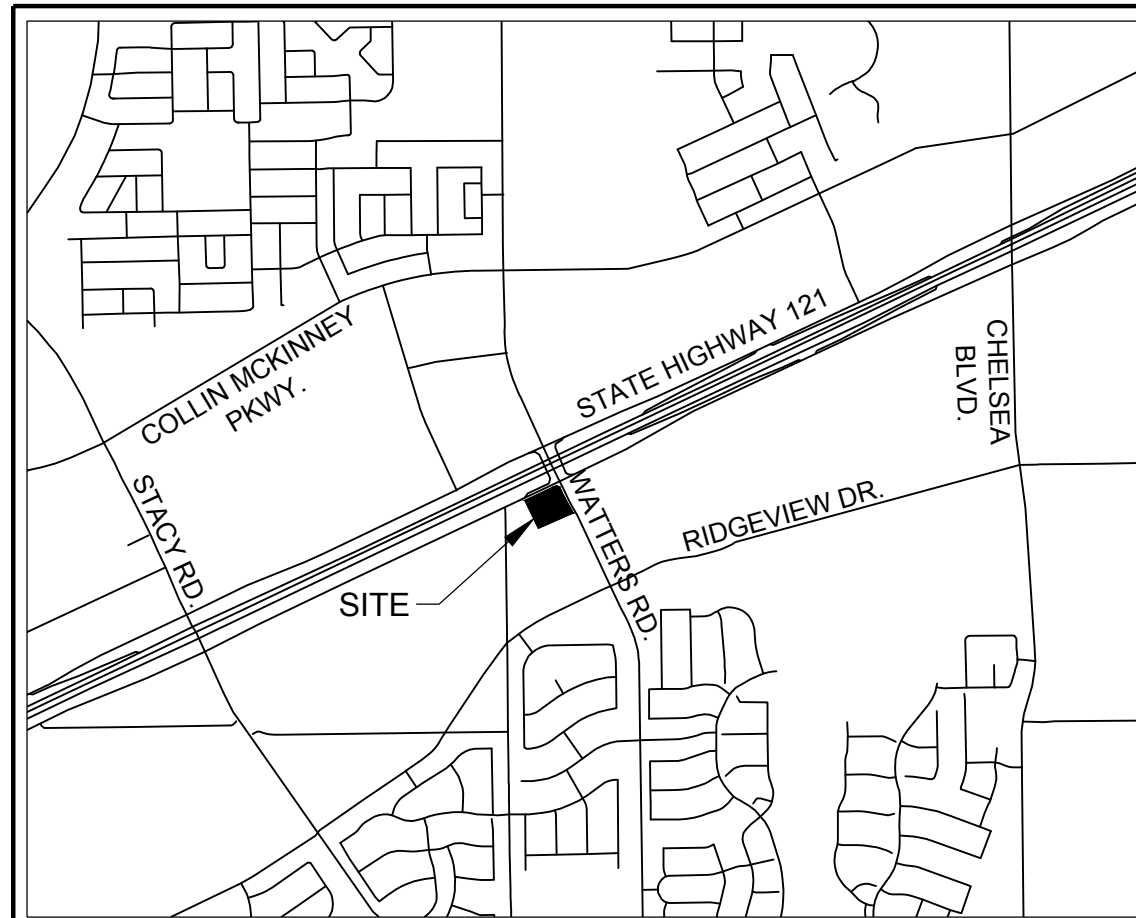 STATE HIGHWAY 121
COLLIN MCKINNEY
PKWY.
CHELSEA
BLVD.
STACY RD.
WATTERS RD.
RIDGEVIEW DR.
SITE